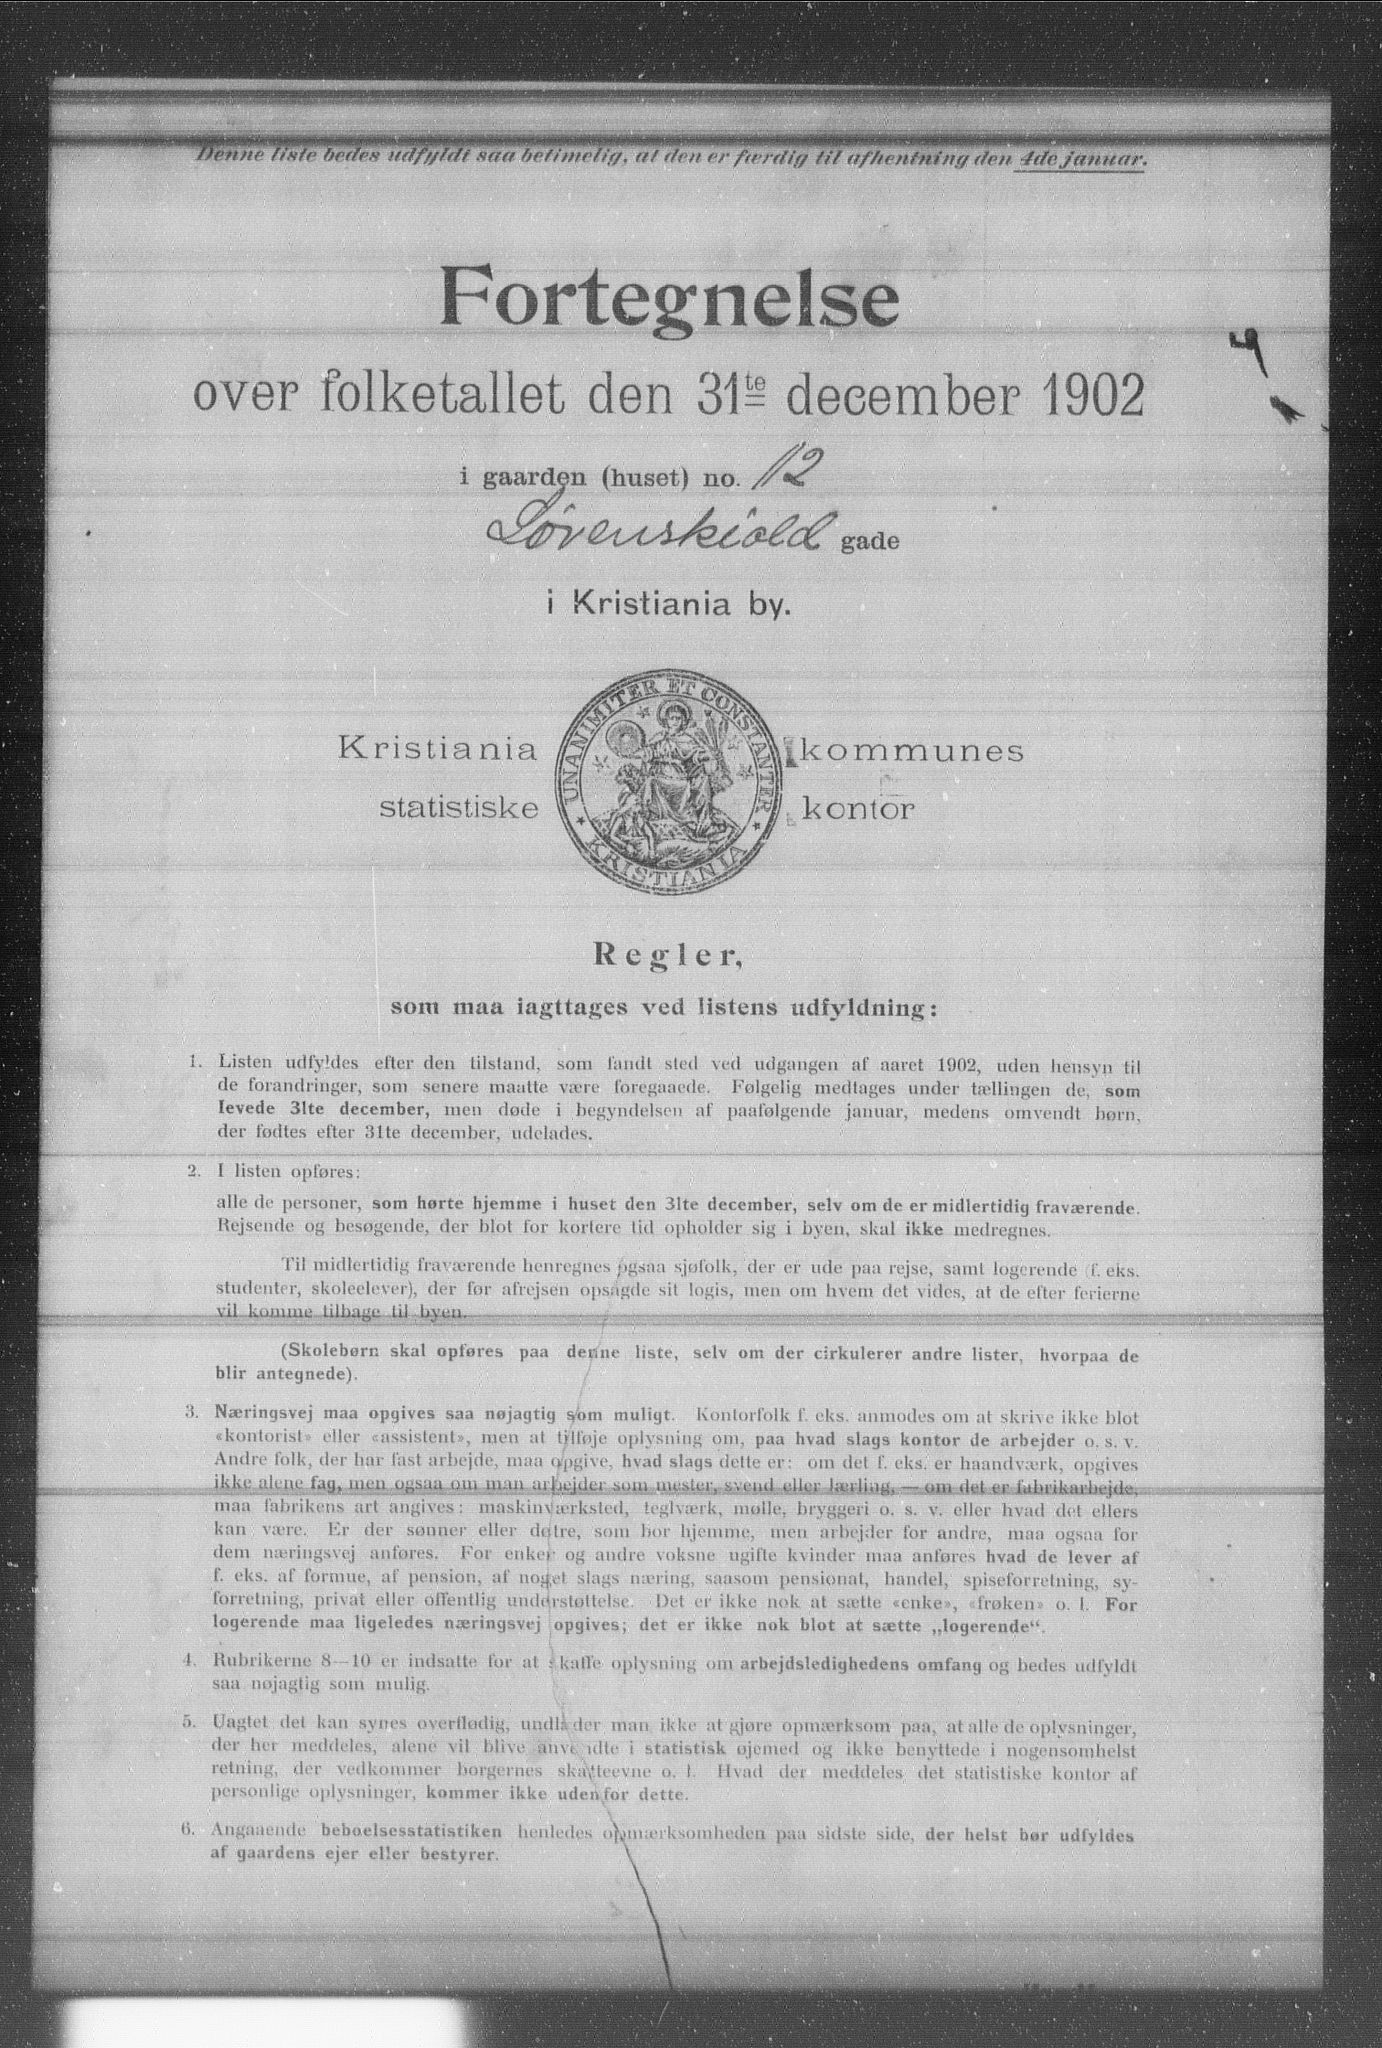 Denne liste bedes udfyldt saa betimelig, at den er færdig til afhentning den 4de januar.
Fortegnelse
over folketallet den 31te december 1902
i gaarden (huset) no. 12
Løvenskiold gade
i Kristiania by.
UNANIMITER ET CONSTANTER
KRISTIANIA
Kristiania kommunes
statistiske kontor
Regler,
som maa iagttages ved listens udfyldning:
1. Listen udfyldes efter den tilstand, som fandt sted ved udgangen af aaret 1902, uden hensyn til
de forandringer, som senere maatte være foregaaede. Følgelig medtages under tællingen de, som
levede 31te december, men døde i begyndelsen af paafølgende januar, medens omvendt børn,
der fødtes efter 31te december, udelades.
2. I listen opføres:
alle de personer, som hørte hjemme i huset den 31te december, selv om de er midlertidig fraværende.
Rejsende og besøgende, der blot for kortere tid opholder sig i byen, skal ikke medregnes.
Til midlertidig fraværende henregnes ogsaa sjøfolk, der er ude paa rejse, samt logerende (f. eks.
studenter, skoleelever), der før afrejsen opsagde sit logis, men om hvem det vides, at de efter ferierne
vil komme tilbage til byen.
(Skolebørn skal opføres paa denne liste, selv om der cirkulerer andre lister, hvorpaa de
blir antegnede).
3. Næringsvej maa opgives saa nøjagtig som muligt. Kontorfolk f. eks. anmodes om at skrive ikke blot
«kontorist» eller «assistent», men at tilføje oplysning om, paa hvad slags kontor de arbejder o. s. v.
Andre folk, der har fast arbejde, maa opgive, hvad slags dette er: om det f. eks. er haandværk, opgives
ikke alene fag, men ogsaa om man arbejder som mester, svend eller lærling, — om det er fabrikarbejde,
maa fabrikens art angives: maskinværksted, teglværk, mølle, bryggeri o. s. v. eller hvad det ellers
kan være. Er der sønner eller døtre, som bor hjemme, men arbejder for andre, maa ogsaa for
dem næringsvej anføres. For enker og andre voksne ugifte kvinder maa anføres hvad de lever af
f. eks. af formue, af pension, af noget slags næring, saasom pensionat, handel, spiseforretning, sy-
forretning, privat eller offentlig understøttelse. Det er ikke nok at sætte «enke», «frøken» o. l. For
logerende maa ligeledes næringsvej opgives; det er ikke nok blot at sætte „logerende“.
4. Rubrikerne 8—10 er indsatte for at skaffe oplysning om arbejdsledighedens omfang og bedes udfyldt
saa nøjagtig som mulig.
5. Uagtet det kan synes overflødig, undlader man ikke at gjøre opmærksom paa, at alle de oplysninger,
der her meddeles, alene vil blive anvendte i statistisk øjemed og ikke benyttede i nogensomhelst
retning, der vedkommer borgernes skatteevne o. l. Hvad der meddeles det statistiske kontor af
personlige oplysninger, kommer ikke udenfor dette.
6. Angaaende beboelsesstatistiken henledes opmærksomheden paa sidste side, der helst bør udfyldes
af gaardens ejer eller bestyrer.